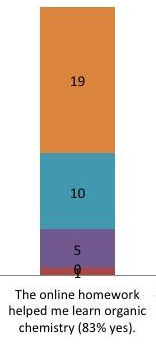 19
10
5
0
1
The online homework
helped me learn organic
chemistry (83% yes).